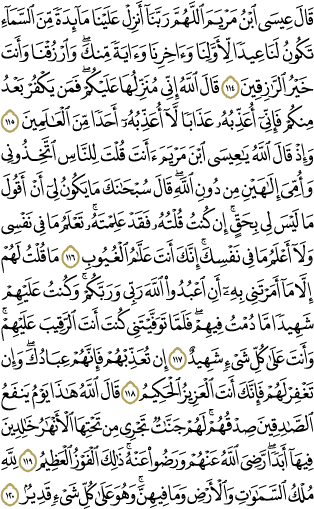 قَالَ عِيسَى ٱبْنُ مَرْيَمَ ٱللَّهُمَّ رَبَّنَآ أَنزِلْ عَلَيْنَا مَآئِدَةً مِّنَ ٱلسَّمَآءِ
تَكُونُ لَنَا عِيدًا لِّأَوَّلِنَا وَءَاخِرِنَا وَءَايَةً مِّنكَ ۖ وَٱرْزُقْنَا وَأَنتَ
خَيْرُ ٱلرَّٰزِقِينَ ١١٤ قَالَ ٱللَّهُ إِنِّى مُنَزِّلُهَا عَلَيْكُمْ ۖ فَمَن يَكْفُرْ بَعْدُ
مِنكُمْ فَإِنِّىٓ أُعَذِّبُهُۥ عَذَابًا لَّآ أُعَذِّبُهُۥٓ أَحَدًا مِّنَ ٱلْعَٰلَمِينَ ١١٥
وَإِذْ قَالَ ٱللَّهُ يَٰعِيسَى ٱبْنَ مَرْيَمَ ءَأَنتَ قُلْتَ لِلنَّاسِ ٱتَّخِذُونِى
وَأُمِّىَ إِلَٰهَيْنِ مِن دُونِ ٱللَّهِ ۖ قَالَ سُبْحَٰنَكَ مَا يَكُونُ لِىٓ أَنْ أَقُولَ
مَا لَيْسَ لِى بِحَقٍّ ۚ إِن كُنتُ قُلْتُهُۥ فَقَدْ عَلِمْتَهُۥ ۚ تَعْلَمُ مَا فِى نَفْسِى
وَلَآ أَعْلَمُ مَا فِى نَفْسِكَ ۚ إِنَّكَ أَنتَ عَلَّٰمُ ٱلْغُيُوبِ ١١٦ مَا قُلْتُ لَهُمْ
إِلَّا مَآ أَمَرْتَنِى بِهِۦٓ أَنِ ٱعْبُدُوا۟ ٱللَّهَ رَبِّى وَرَبَّكُمْ ۚ وَكُنتُ عَلَيْهِمْ
شَهِيدًا مَّا دُمْتُ فِيهِمْ ۖ فَلَمَّا تَوَفَّيْتَنِى كُنتَ أَنتَ ٱلرَّقِيبَ عَلَيْهِمْ ۚ
وَأَنتَ عَلَىٰ كُلِّ شَىْءٍ شَهِيدٌ ١١٧ إِن تُعَذِّبْهُمْ فَإِنَّهُمْ عِبَادُكَ ۖ وَإِن
تَغْفِرْ لَهُمْ فَإِنَّكَ أَنتَ ٱلْعَزِيزُ ٱلْحَكِيمُ ١١٨ قَالَ ٱللَّهُ هَٰذَا يَوْمُ يَنفَعُ
ٱلصَّٰدِقِينَ صِدْقُهُمْ ۚ لَهُمْ جَنَّٰتٌ تَجْرِى مِن تَحْتِهَا ٱلْأَنْهَٰرُ خَٰلِدِينَ
فِيهَآ أَبَدًا ۚ رَّضِىَ ٱللَّهُ عَنْهُمْ وَرَضُوا۟ عَنْهُ ۚ ذَٰلِكَ ٱلْفَوْزُ ٱلْعَظِيمُ ١١٩ لِلَّهِ
مُلْكُ ٱلسَّمَٰوَٰتِ وَٱلْأَرْضِ وَمَا فِيهِنَّ ۚ وَهُوَ عَلَىٰ كُلِّ شَىْءٍ قَدِيرٌۢ ١٢٠